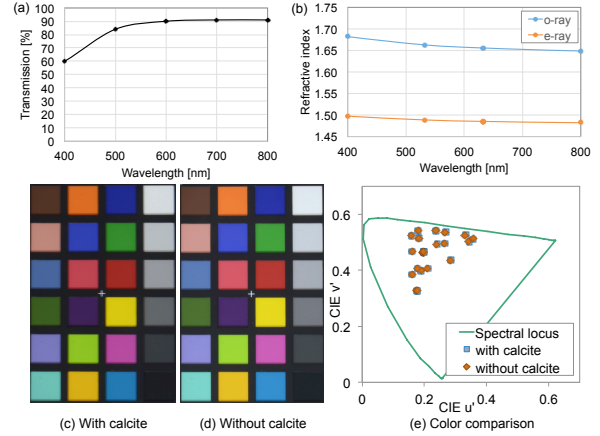 (a)
100
90
80
70
60
50
40
30
20
10
0
Transmission [%]
400 500 600 700 800
Wavelength [nm]
(b)
1.75
1.70
1.65
1.60
1.55
1.50
1.45
Refractive index
o-ray
e-ray
400 500 600 700 800
Wavelength [nm]
(c) With calcite
(d) Without calcite
0.6
0.4
0.2
0
CIE v'
Spectral locus
with calcite
without calcite
0 0.2 0.4 0.6
CIE u'
(e) Color comparison